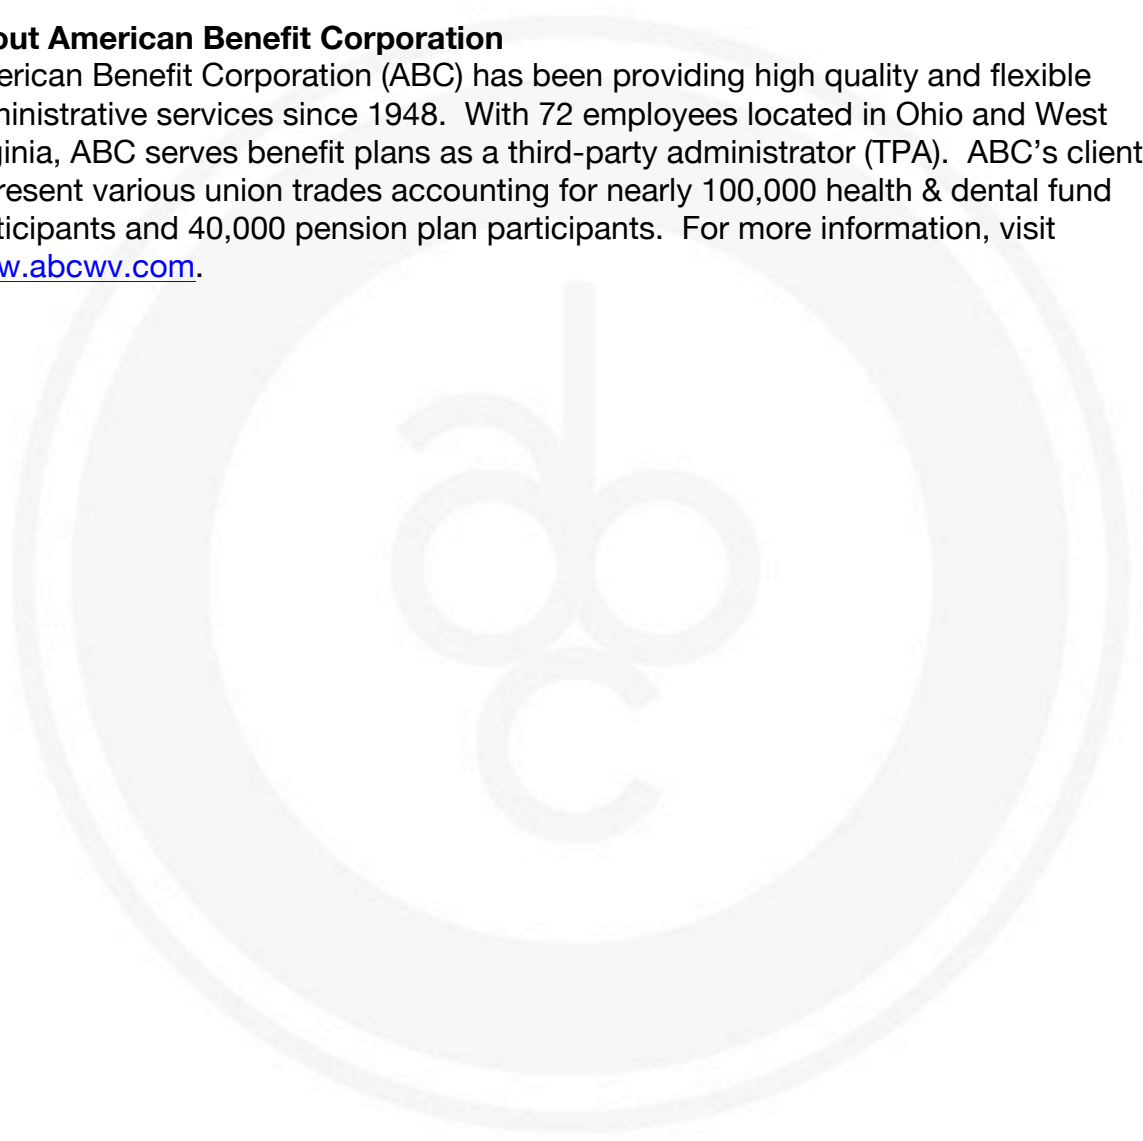 out American Benefit Corporation
erican Benefit Corporation (ABC) has been providing high quality and flexible
ministrative services since 1948.  With 72 employees located in Ohio and West
ginia, ABC serves benefit plans as a third-party administrator (TPA).  ABC’s client
present various union trades accounting for nearly 100,000 health & dental fund
ticipants and 40,000 pension plan participants.  For more information, visit
w.abcwv.com.
abc